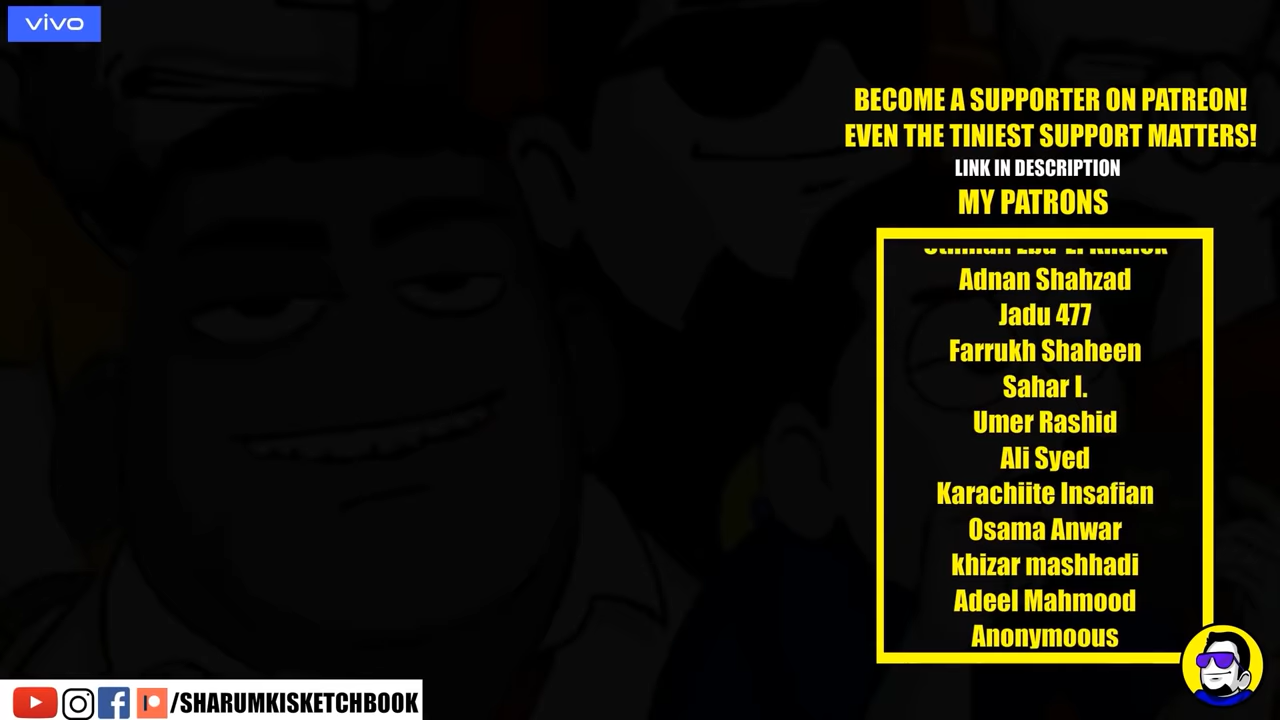 vivo
BECOME A SUPPORTER ON PATREON!
EVEN THE TINIEST SUPPORT MATTERS!
LINK IN DESCRIPTION
MY PATRONS
Adnan Shahzad
Jadu 477
Farrukh Shaheen
Sahar I.
Umer Rashid
Ali Syed
Karachiite Insafian
Osama Anwar
khizar mashhadi
Adeel Mahmood
Anonymoous
/SHARUMKISKETCHBOOK